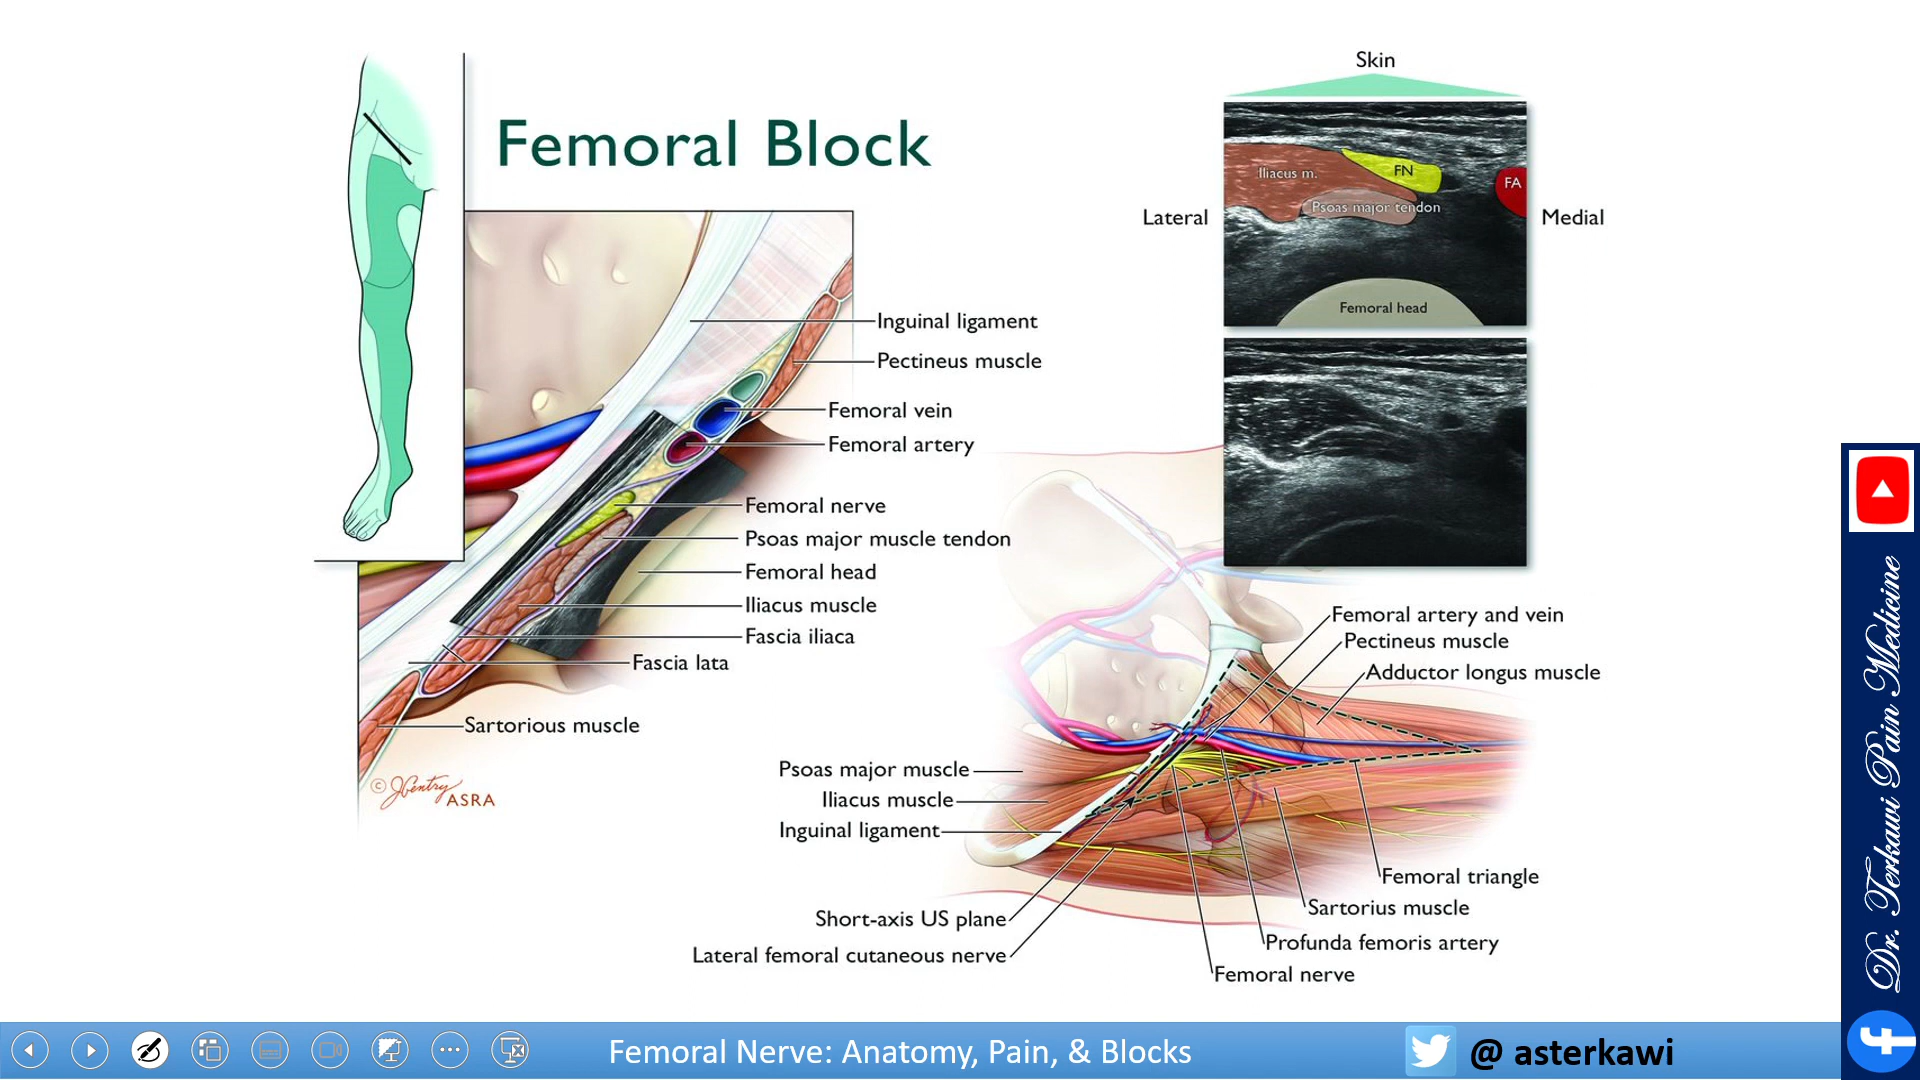 Femoral Block
Skin
Iliacus m.
FN
FA
Psoas major tendon
Lateral
Medial
Femoral head
Inguinal ligament
Pectineus muscle
Femoral vein
Femoral artery
Femoral nerve
Psoas major muscle tendon
Femoral head
Iliacus muscle
Fascia iliaca
Fascia lata
Sartorious muscle
© JGentry
ASRA
Femoral artery and vein
Pectineus muscle
Adductor longus muscle
Psoas major muscle
Iliacus muscle
Inguinal ligament
Short-axis US plane
Lateral femoral cutaneous nerve
Femoral triangle
Sartorius muscle
Profunda femoris artery
Femoral nerve
Dr. Terkawi Pain Medicine
Femoral Nerve: Anatomy, Pain, & Blocks
@ asterkawi